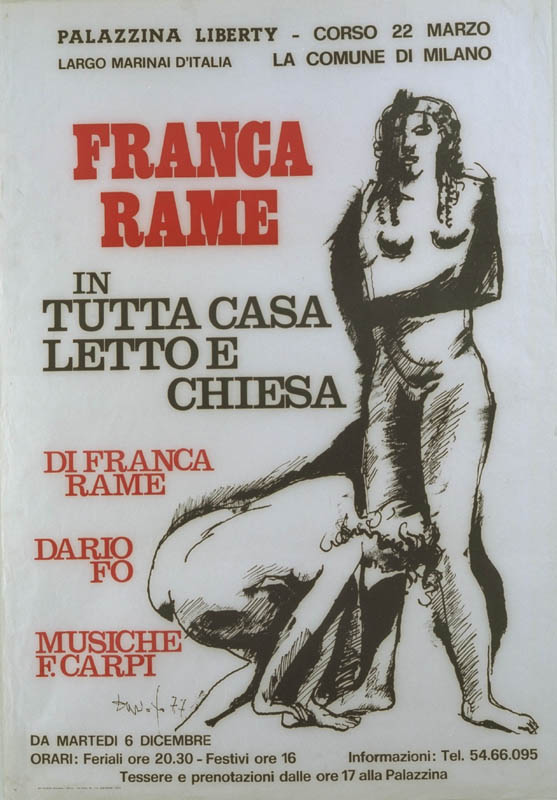 PALAZZINA LIBERTY - CORSO 22 MARZO
LARGO MARINAI D'ITALIA LA COMUNE DI MILANO
FRANCA
RAME
IN
TUTTA CASA
LETTO E
CHIESA
DI FRANCA
RAME
DARIO
FO
MUSICHE
F. CARPI
77
DA MARTEDI 6 DICEMBRE
ORARI: Feriali ore 20.30 - Festivi ore 16 Informazioni: Tel. 54.66.095
Tessere e prenotazioni dalle ore 17 alla Palazzina